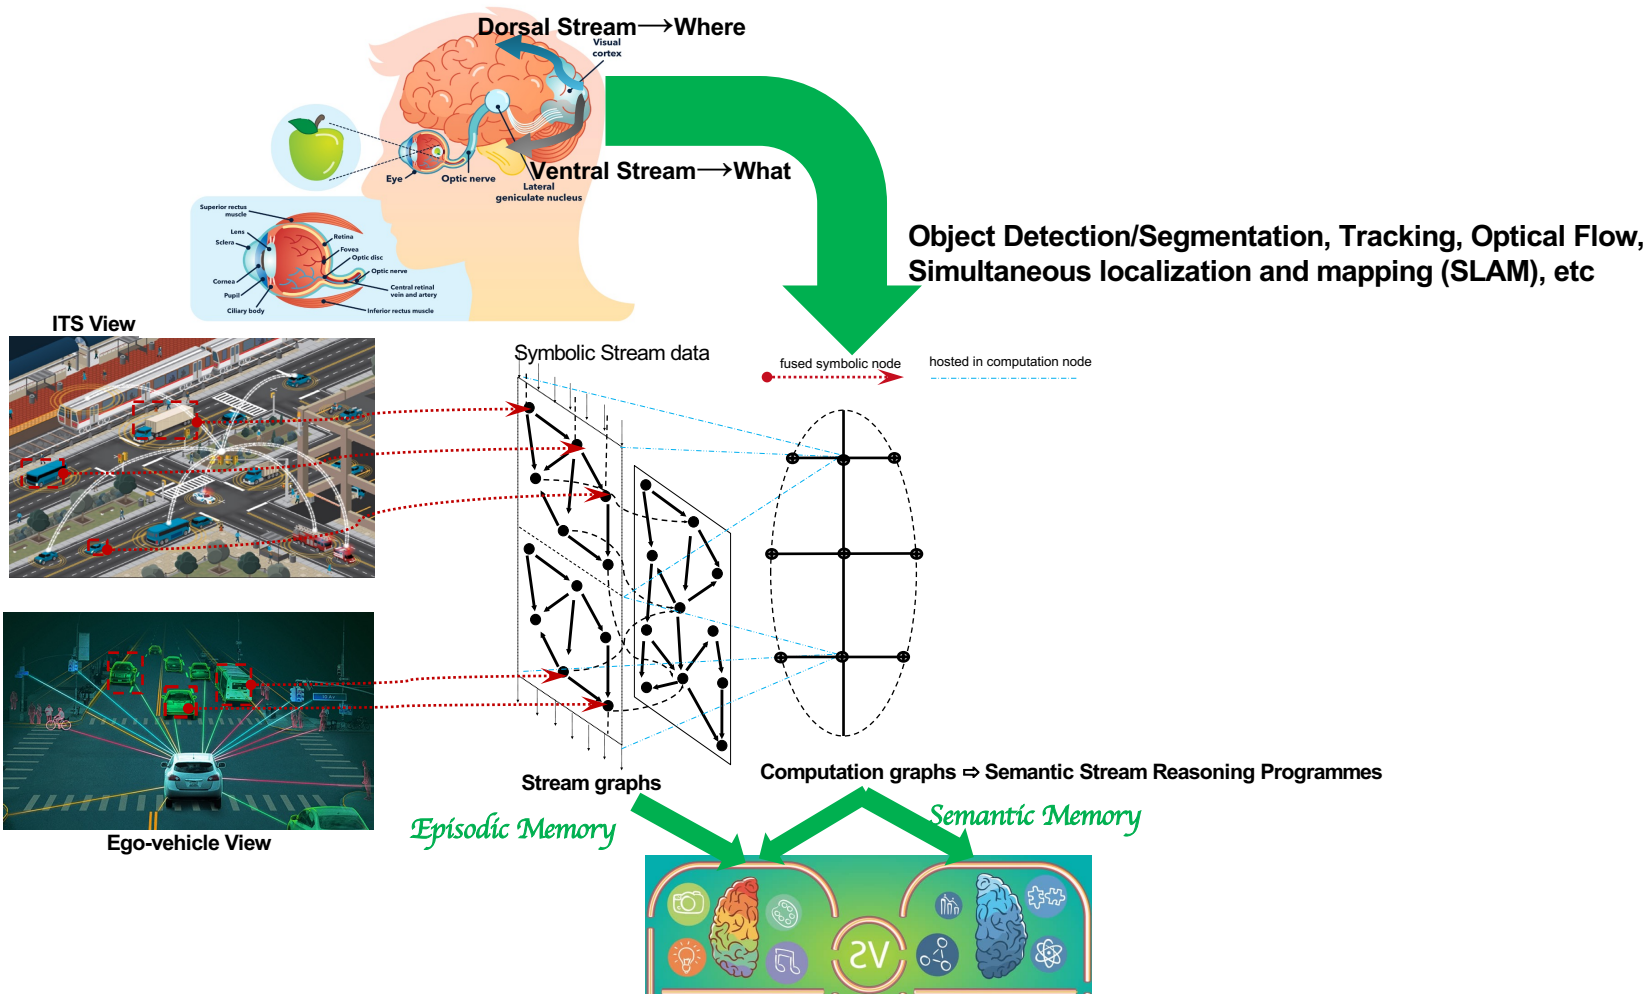 Dorsal Stream→Where
Visual
cortex
Ventral Stream→What
Eye
Optic nerve
Lateral
geniculate nucleus
Superior rectus
muscle
Lens
Sclera
Cornea
Pupil
Ciliary body
Retina
Fovea
Optic disc
Optic nerve
Central retinal
vein and artery
Inferior rectus muscle
Object Detection/Segmentation, Tracking, Optical Flow,
Simultaneous localization and mapping (SLAM), etc
ITS View
Symbolic Stream data
fused symbolic node
hosted in computation node
Ego-vehicle View
Stream graphs
Computation graphs ⇨ Semantic Stream Reasoning Programmes
Episodic Memory
Semantic Memory